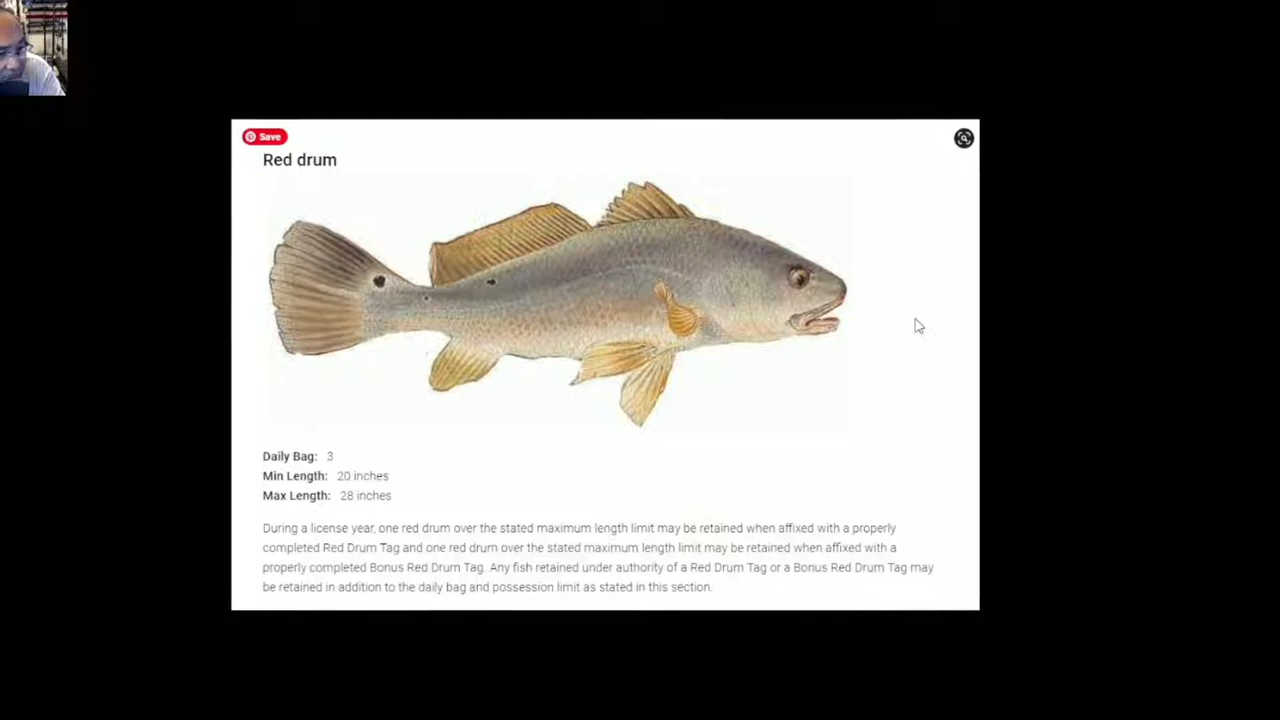 Save
Red drum
Daily Bag: 3
Min Length: 20 inches
Max Length: 28 inches
During a license year, one red drum over the stated maximum length limit may be retained when affixed with a properly
completed Red Drum Tag and one red drum over the stated maximum length limit may be retained when affixed with a
properly completed Bonus Red Drum Tag. Any fish retained under authority of a Red Drum Tag or a Bonus Red Drum Tag may
be retained in addition to the daily bag and possession limit as stated in this section.